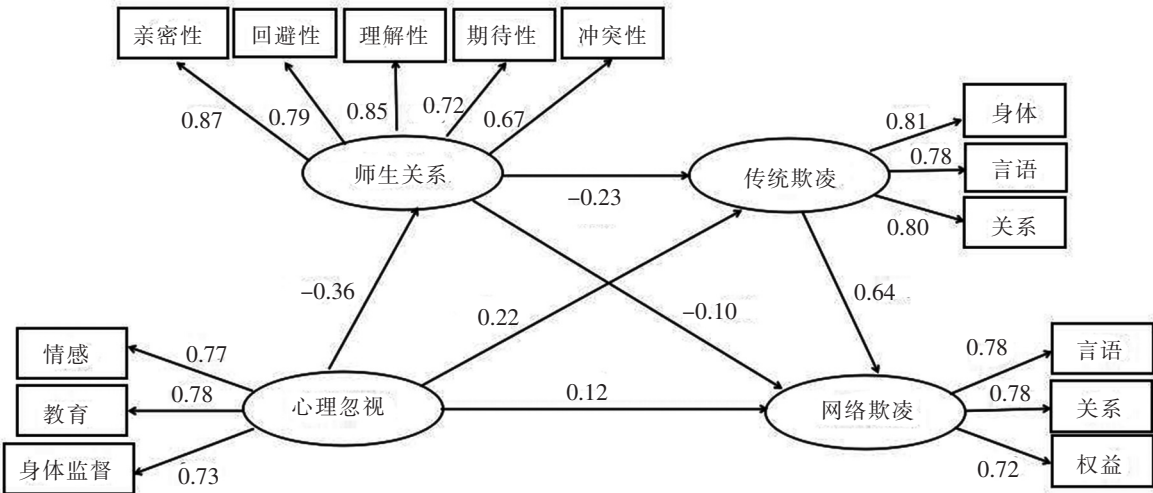 亲密性
回避性
理解性
期待性
冲突性
0.87
0.79
0.85
0.72
0.67
师生关系
传统欺凌
0.81
身体
0.78
言语
0.80
关系
−0.23
−0.36
0.22
−0.10
0.64
情感
0.77
教育
0.78
身体监督
0.73
心理忽视
0.12
网络欺凌
0.78
言语
0.78
关系
0.72
权益